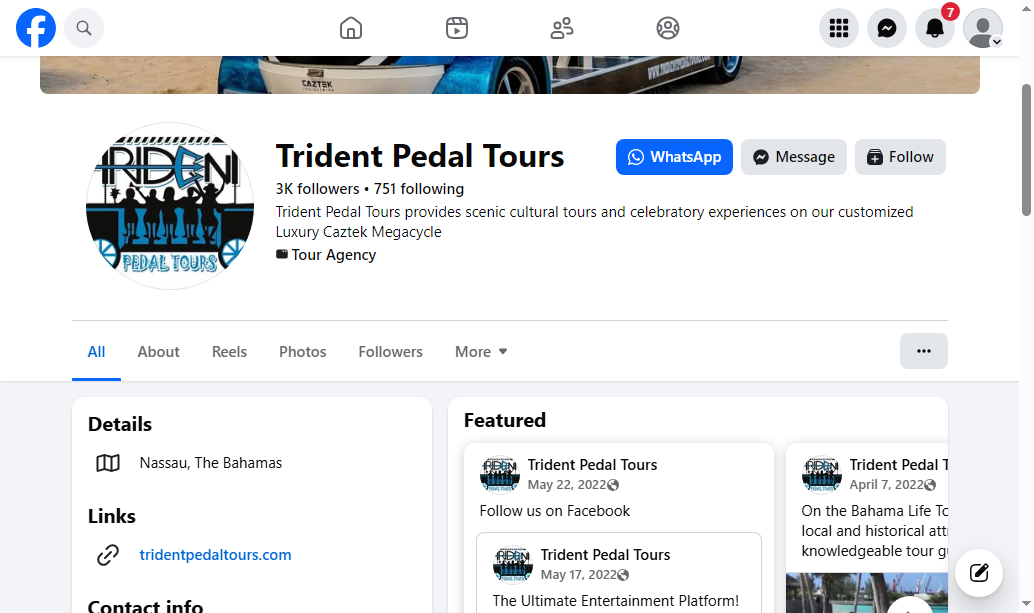 7
CAZTEK
TRIDENT
PEDAL TOURS
Trident Pedal Tours
WhatsApp
Message
Follow
3K followers • 751 following
Trident Pedal Tours provides scenic cultural tours and celebratory experiences on our customized
Luxury Caztek Megacycle
Tour Agency
All
About
Reels
Photos
Followers
More
Details
Nassau, The Bahamas
Links
tridentpedaltours.com
Contact info
Featured
Trident Pedal Tours
May 22, 2022
Follow us on Facebook
Trident Pedal Tours
May 17, 2022
The Ultimate Entertainment Platform!
Trident Pedal T
April 7, 2022
On the Bahama Life To
local and historical att
knowledgeable tour g